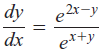 dy/dx = e^{2x−y}/e^{x+y}